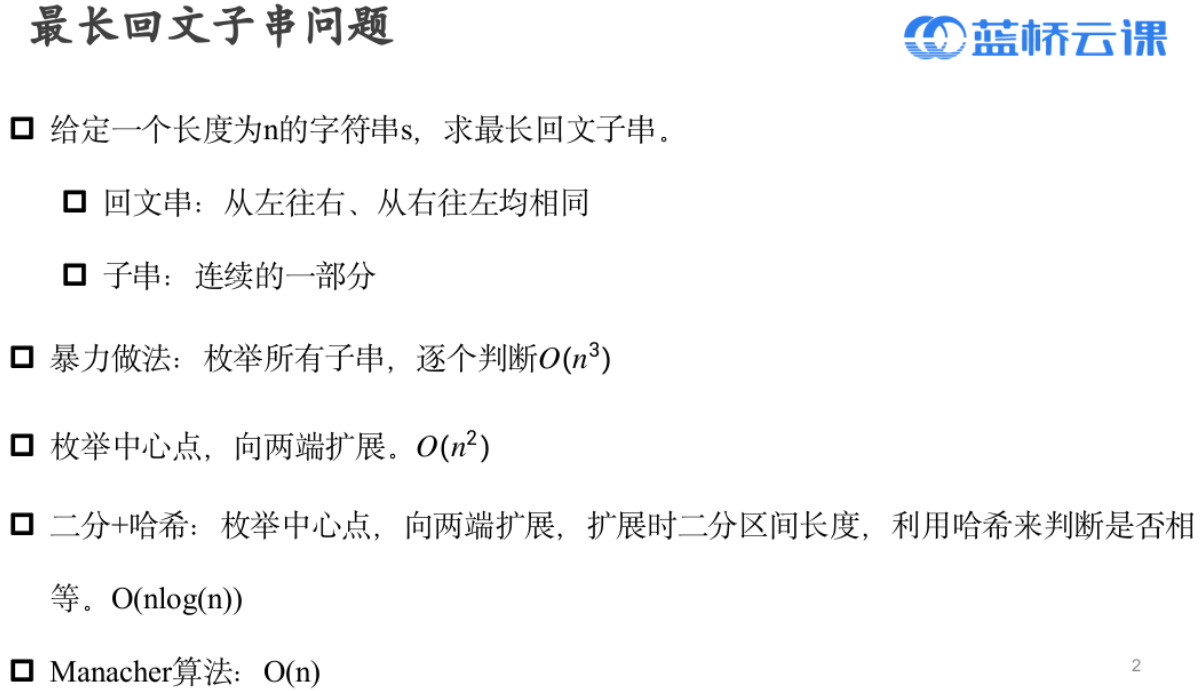 最长回文子串问题
蓝桥云课
给定一个长度为n的字符串s，求最长回文子串。
回文串：从左往右、从右往左均相同
子串：连续的一部分
暴力做法：枚举所有子串，逐个判断O(n³)
枚举中心点，向两端扩展。O(n²)
二分+哈希：枚举中心点，向两端扩展，扩展时二分区间长度，利用哈希来判断是否相
等。O(nlog(n))
Manacher算法：O(n)
2